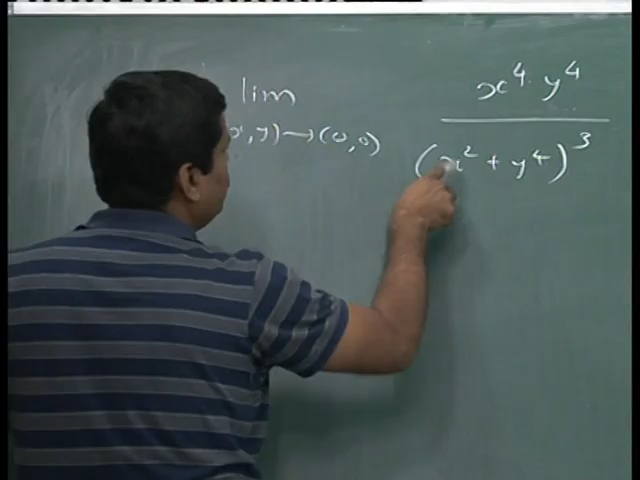 lim x⁴·y⁴
x,y)→(0,0) (x²+y⁴)³